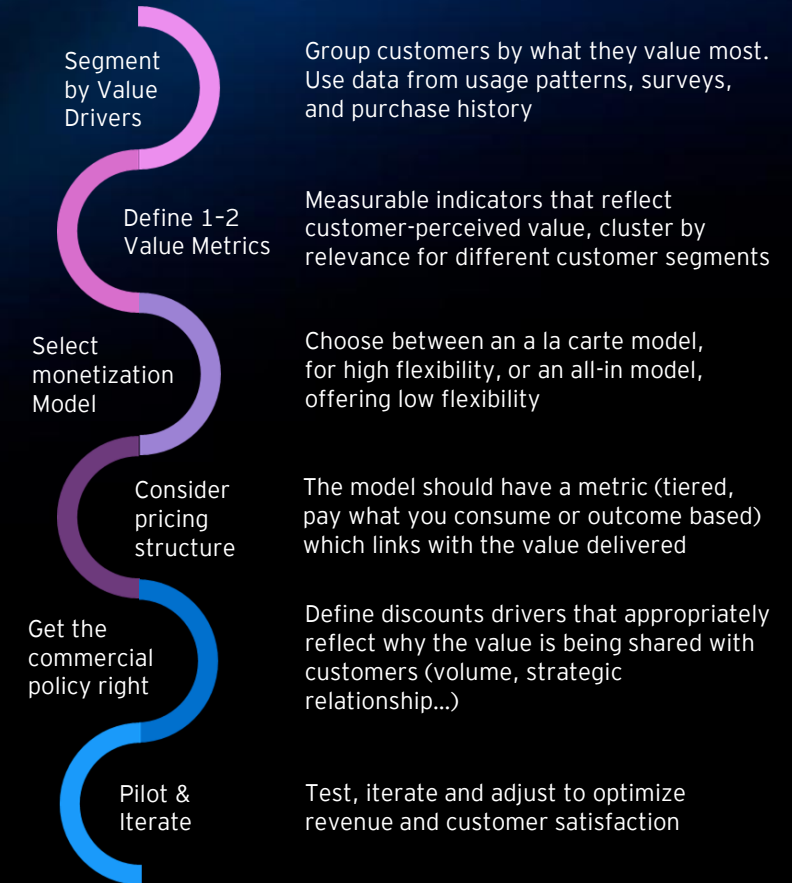 Segment
by Value
Drivers
Group customers by what they value most.
Use data from usage patterns, surveys,
and purchase history
Define 1–2
Value Metrics
Measurable indicators that reflect
customer-perceived value, cluster by
relevance for different customer segments
Select
monetization
Model
Choose between an a la carte model,
for high flexibility, or an all-in model,
offering low flexibility
Consider
pricing
structure
The model should have a metric (tiered,
pay what you consume or outcome based)
which links with the value delivered
Get the
commercial
policy right
Define discounts drivers that appropriately
reflect why the value is being shared with
customers (volume, strategic
relationship…)
Pilot &
Iterate
Test, iterate and adjust to optimize
revenue and customer satisfaction